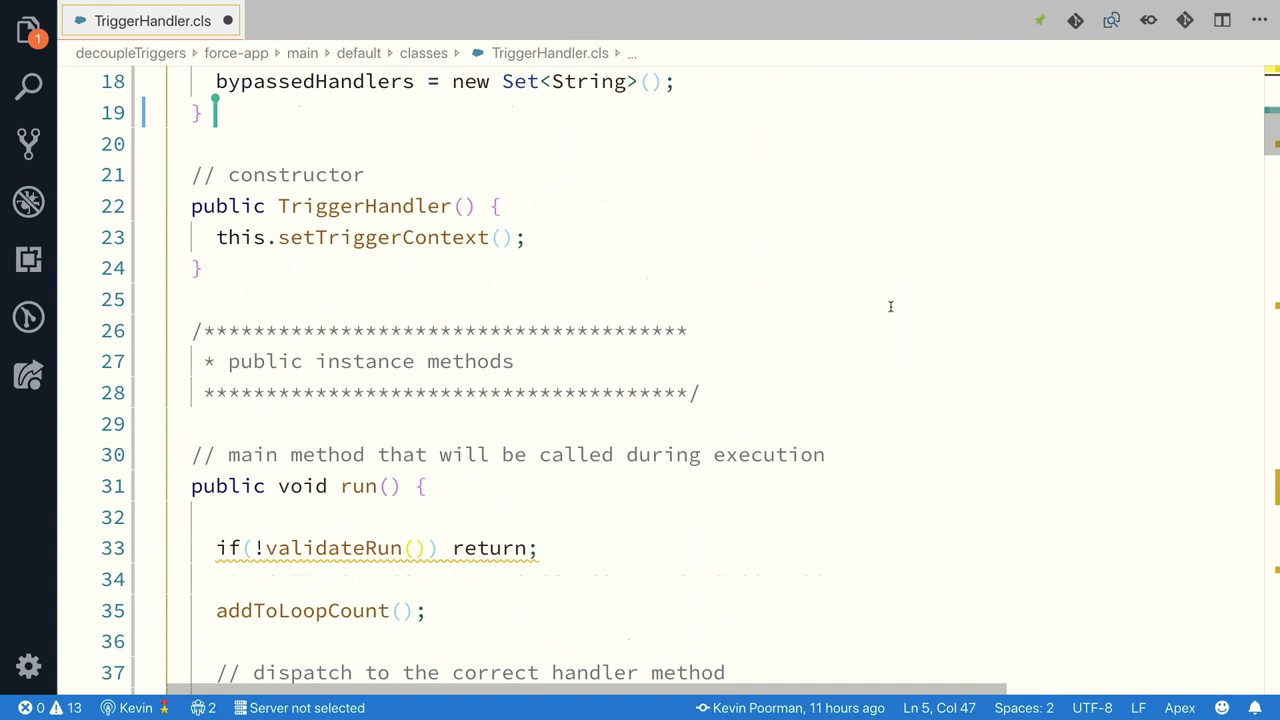 TriggerHandler.cls
decoupleTriggers > force-app > main > default > classes > TriggerHandler.cls > ...
1
18 bypassedHandlers = new Set<String>();
19 }
20
21 // constructor
22 public TriggerHandler() {
23 this.setTriggerContext();
24 }
25
26 /***************************************
27 * public instance methods
28 ***************************************/
29
30 // main method that will be called during execution
31 public void run() {
32
33 if(!validateRun()) return;
34
35 addToLoopCount();
36
37 // dispatch to the correct handler method
0 13 Kevin 2 Server not selected Kevin Poorman, 11 hours ago Ln 5, Col 47 Spaces: 2 UTF-8 LF Apex